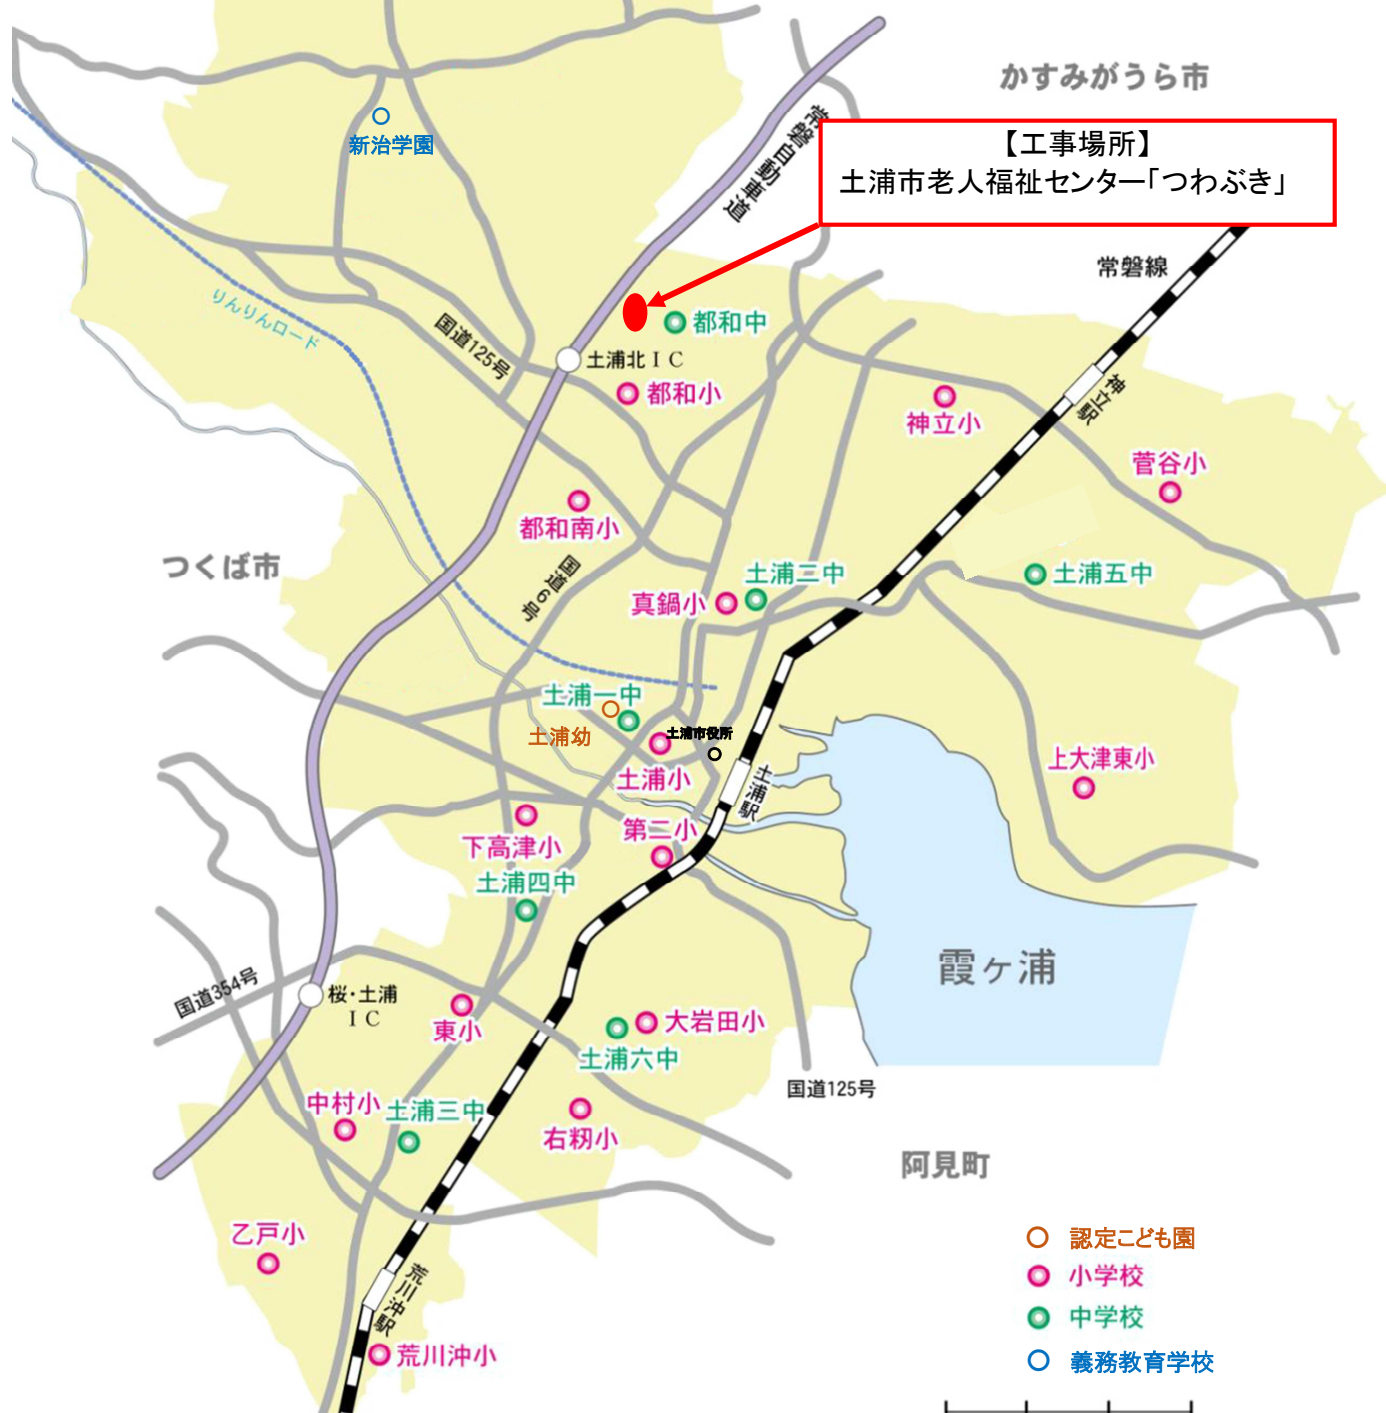 かすみがうら市
【工事場所】
土浦市老人福祉センター「つわぶき」
常磐自動車道
新治学園
常磐線
りんりんロード
国道125号
都和中
土浦北ＩＣ
都和小
神立小
神立駅
菅谷小
都和南小
つくば市
国道6号
土浦二中
土浦五中
真鍋小
土浦一中
土浦幼
土浦市役所
土浦小
土浦駅
上大津東小
第二小
下高津小
土浦四中
霞ヶ浦
国道354号
桜・土浦
ＩＣ
東小
大岩田小
土浦六中
国道125号
中村小
土浦三中
右籾小
阿見町
乙戸小
荒川沖駅
荒川沖小
認定こども園
小学校
中学校
義務教育学校